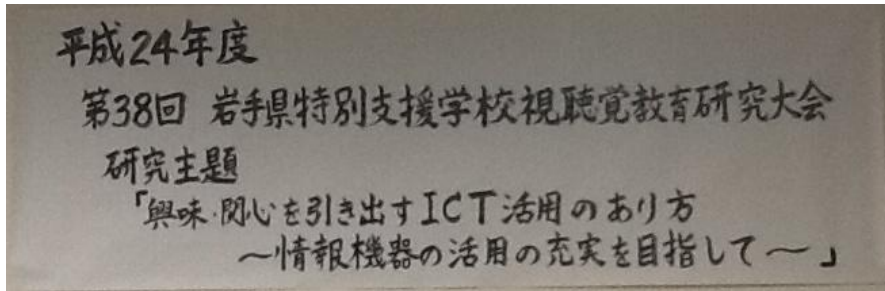 平成24年度
第38回 岩手県特別支援学校視聴覚教育研究大会
研究主題
「興味・関心を引き出すICT活用のあり方
〜情報機器の活用の充実を目指して〜」